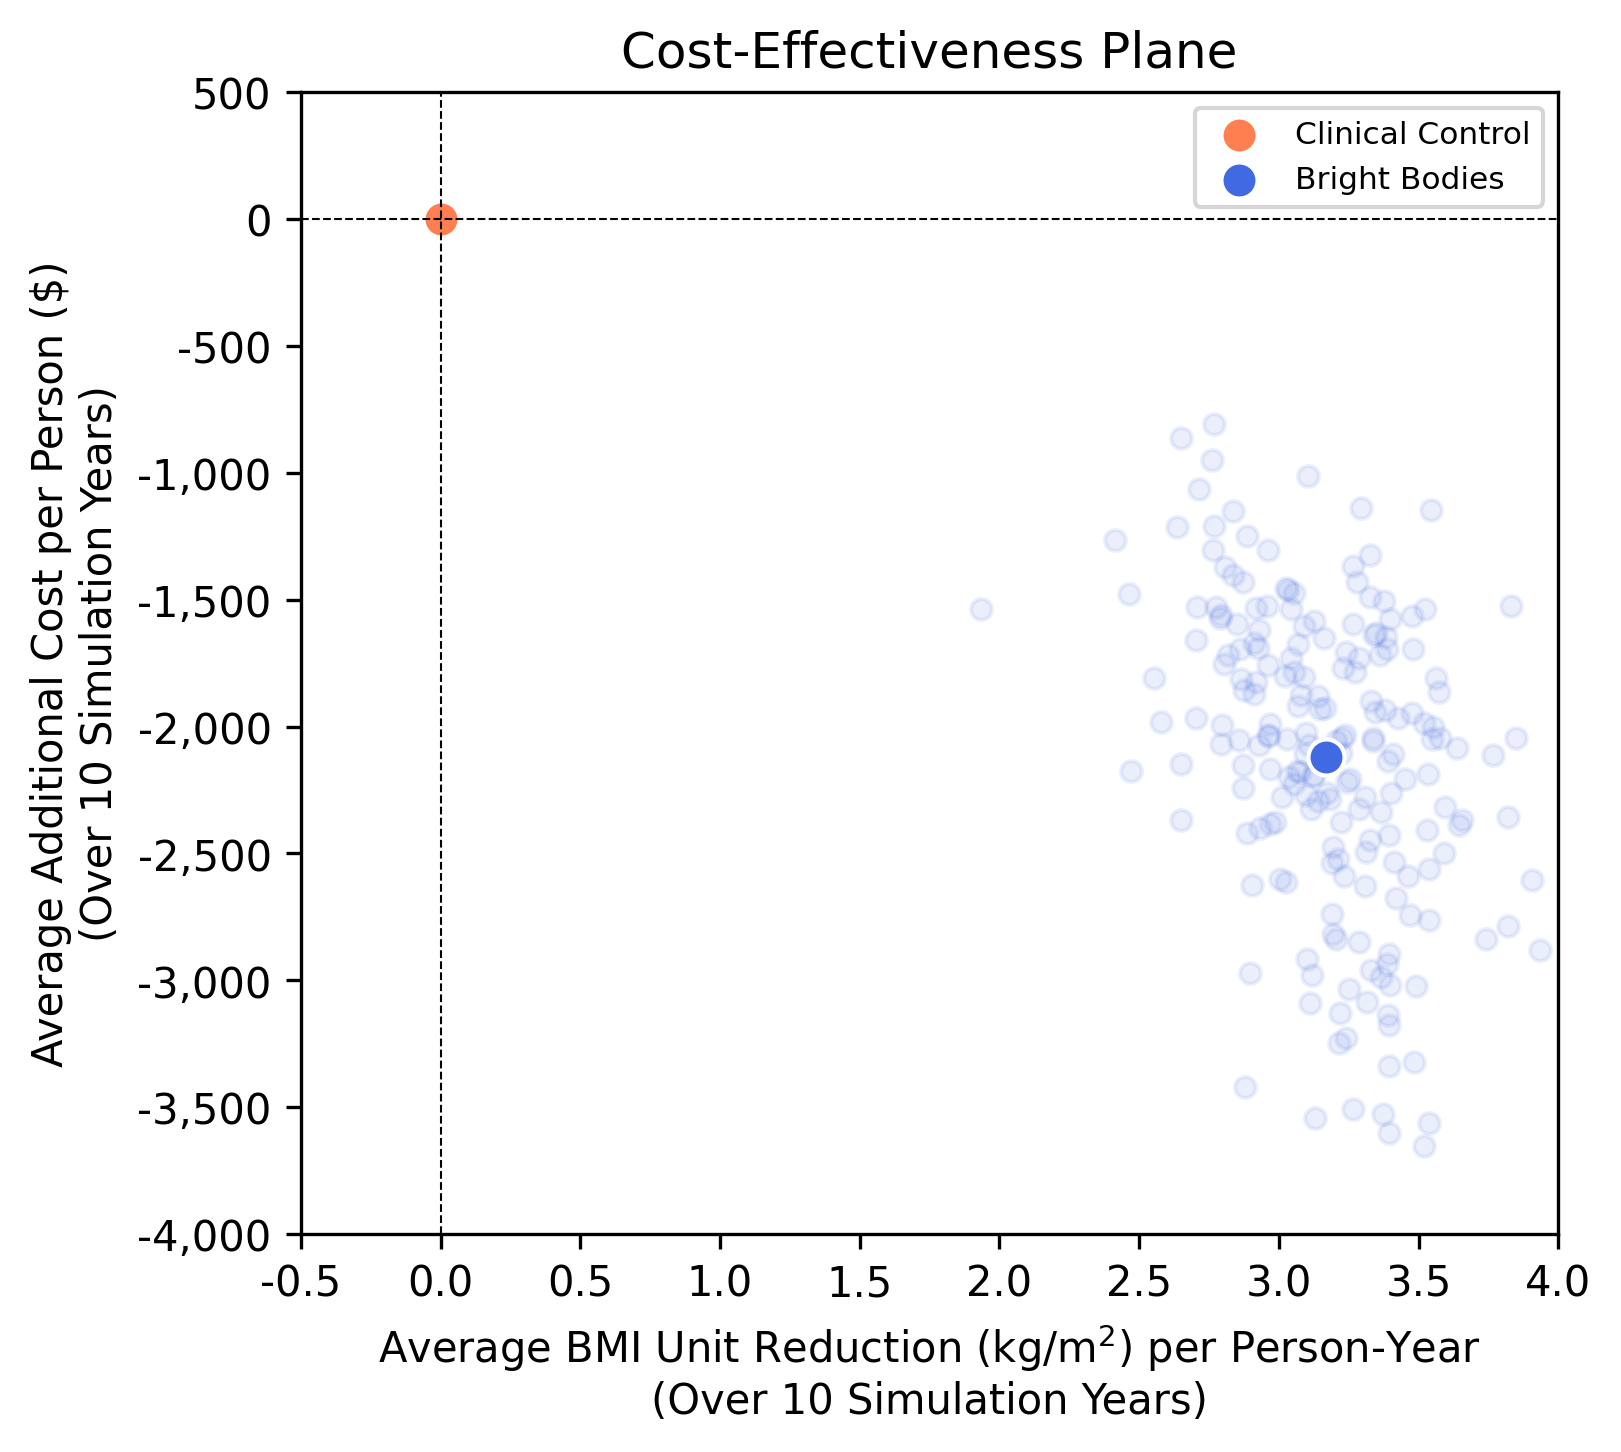 Cost-Effectiveness Plane
Clinical Control
Bright Bodies
500
0
-500
-1,000
-1,500
-2,000
-2,500
-3,000
-3,500
-4,000
Average Additional Cost per Person ($)
(Over 10 Simulation Years)
-0.5 0.0 0.5 1.0 1.5 2.0 2.5 3.0 3.5 4.0
Average BMI Unit Reduction (kg/m²) per Person-Year
(Over 10 Simulation Years)